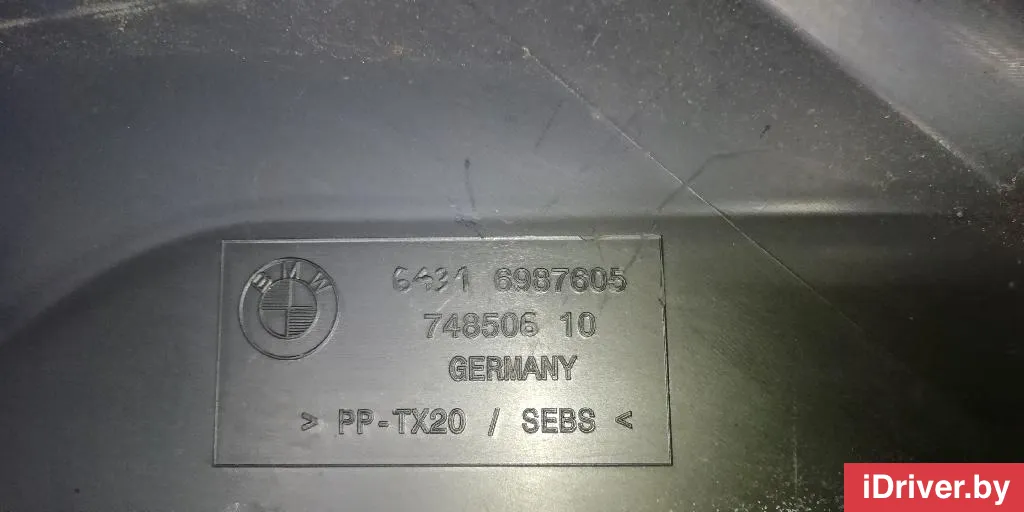 BMW
6431 6987605
748506 10
GERMANY
> PP-TX20 / SEBS <
iDriver.by